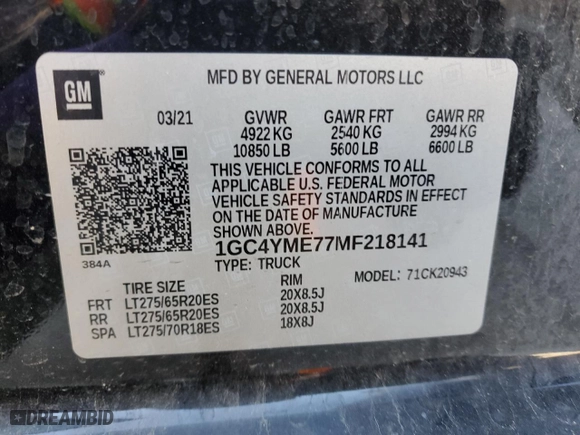 GM
MFD BY GENERAL MOTORS LLC
03/21 GVWR GAWR FRT GAWR RR
4922 KG 2540 KG 2994 KG
10850 LB 5600 LB 6600 LB
THIS VEHICLE CONFORMS TO ALL
APPLICABLE U.S. FEDERAL MOTOR
VEHICLE SAFETY STANDARDS IN EFFECT
ON THE DATE OF MANUFACTURE
SHOWN ABOVE.
384A
1GC4YME77MF218141
TYPE: TRUCK
MODEL: 71CK20943
TIRE SIZE RIM
FRT LT275/65R20ES 20X8.5J
RR LT275/65R20ES 20X8.5J
SPA LT275/70R18ES 18X8J
DREAMBID